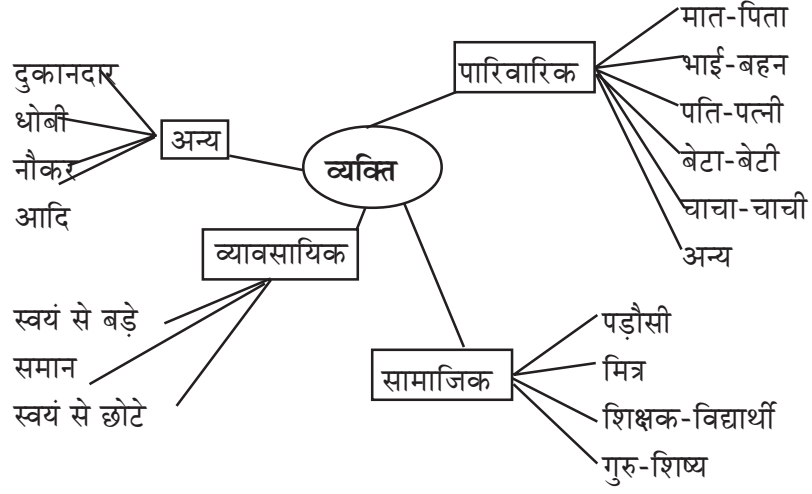 व्यक्ति
पारिवारिक
मात-पिता
भाई-बहन
पति-पत्नी
बेटा-बेटी
चाचा-चाची
अन्य
अन्य
दुकानदार
धोबी
नौकर
आदि
व्यावसायिक
स्वयं से बड़े
समान
स्वयं से छोटे
सामाजिक
पड़ौसी
मित्र
शिक्षक-विद्यार्थी
गुरु-शिष्य